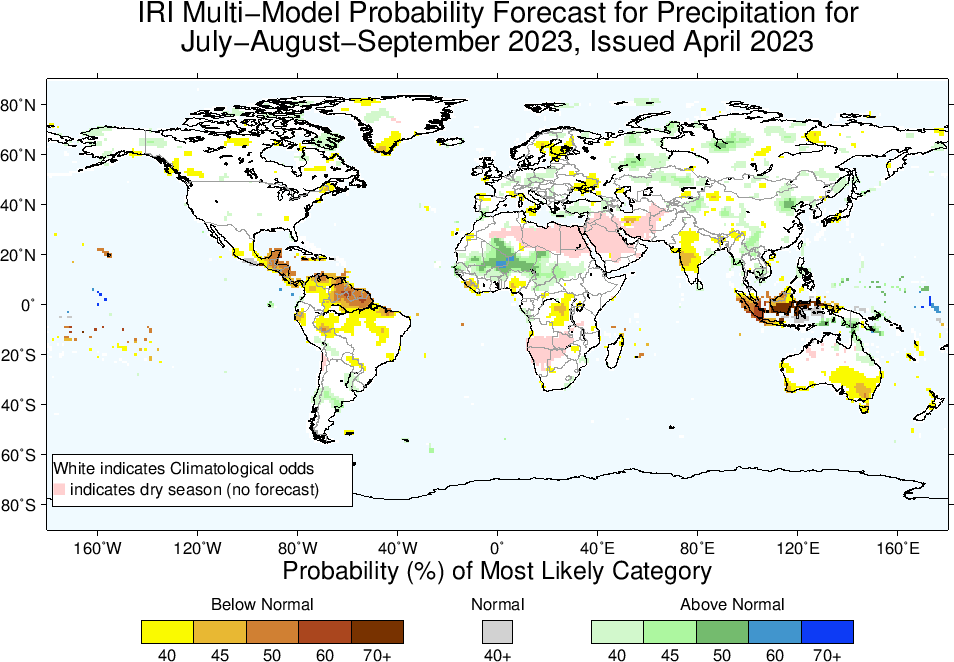 IRI Multi−Model Probability Forecast for Precipitation for
July−August−September 2023, Issued April 2023
80˚N
60˚N
40˚N
20˚N
0˚
20˚S
40˚S
60˚S
80˚S
White indicates Climatological odds
indicates dry season (no forecast)
160˚W 120˚W 80˚W 40˚W 0˚ 40˚E 80˚E 120˚E 160˚E
Probability (%) of Most Likely Category
Below Normal Normal Above Normal
40 45 50 60 70+ 40+ 40 45 50 60 70+